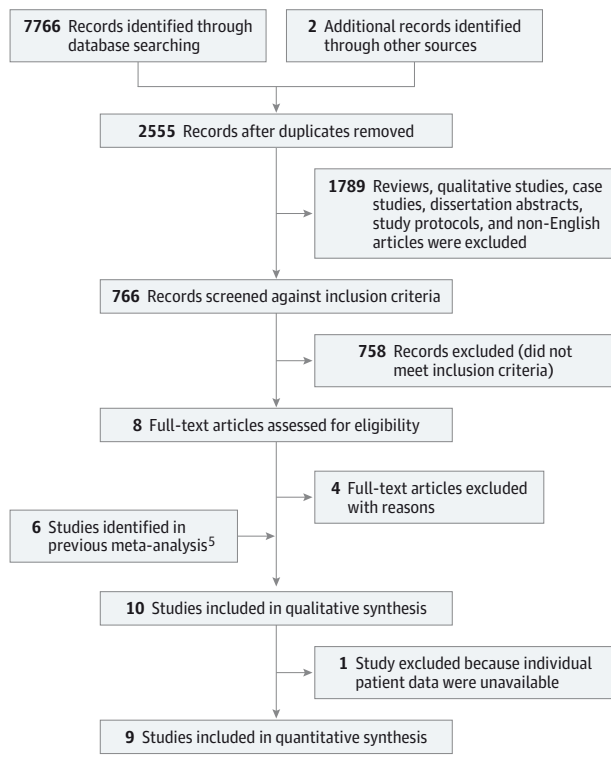 7766 Records identified through
database searching
2 Additional records identified
through other sources
2555 Records after duplicates removed
1789 Reviews, qualitative studies, case
studies, dissertation abstracts,
study protocols, and non-English
articles were excluded
766 Records screened against inclusion criteria
758 Records excluded (did not
meet inclusion criteria)
8 Full-text articles assessed for eligibility
4 Full-text articles excluded
with reasons
6 Studies identified in
previous meta-analysis⁵
10 Studies included in qualitative synthesis
1 Study excluded because individual
patient data were unavailable
9 Studies included in quantitative synthesis